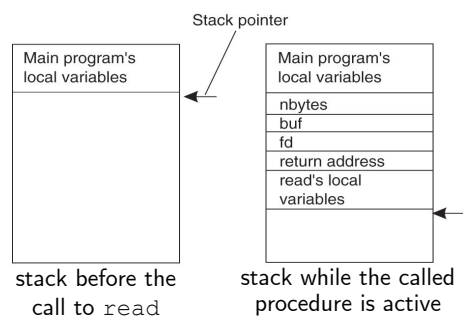 Stack pointer
Main program's
local variables
Main program's
local variables
nbytes
buf
fd
return address
read's local
variables
stack before the
call to read
stack while the called
procedure is active